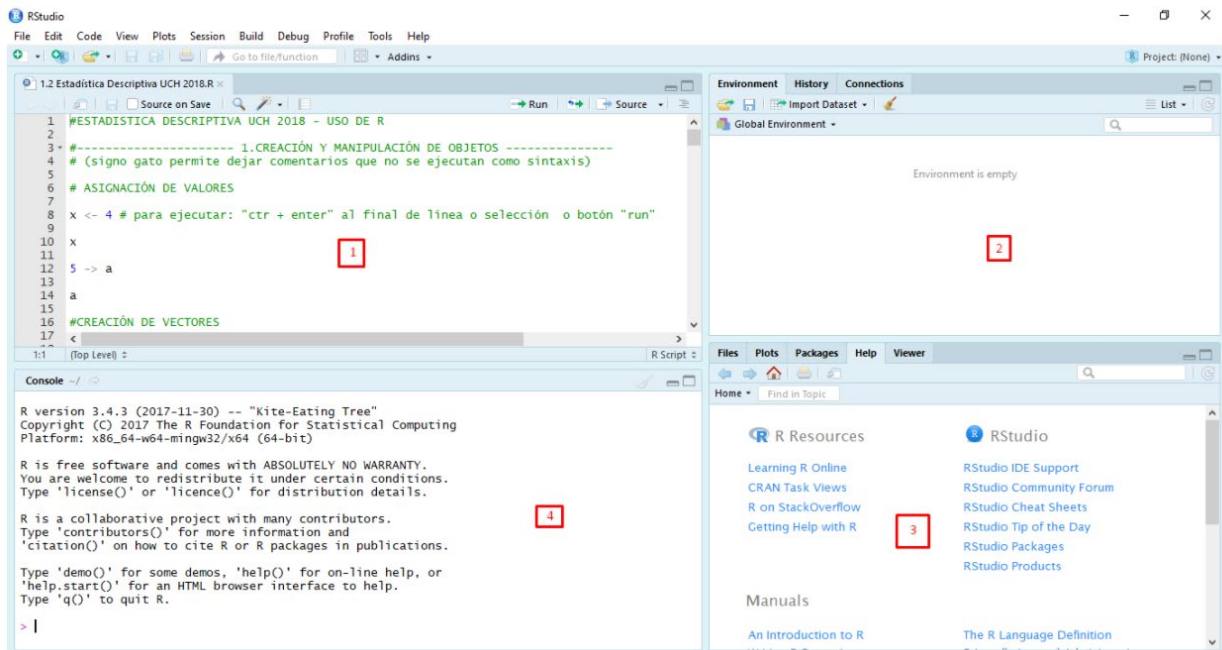 RStudio
File Edit Code View Plots Session Build Debug Profile Tools Help
Go to file/function Addins Project: (None)
1.2 Estadística Descriptiva UCH 2018.R
Source on Save Run Source
1 #ESTADISTICA DESCRIPTIVA UCH 2018 - USO DE R
2
3 #---------------------- 1.CREACIÓN Y MANIPULACIÓN DE OBJETOS ---------------
4 # (signo gato permite dejar comentarios que no se ejecutan como sintaxis)
5
6 # ASIGNACIÓN DE VALORES
7
8 x <- 4 # para ejecutar: "ctr + enter" al final de linea o selección o botón "run"
9
10 x
11
12 5 -> a
13
14 a
15
16 #CREACIÓN DE VECTORES
17
1
1:1 (Top Level) R Script
Environment History Connections
Import Dataset List
Global Environment
Environment is empty
2
Console ~/
R version 3.4.3 (2017-11-30) -- "Kite-Eating Tree"
Copyright (C) 2017 The R Foundation for Statistical Computing
Platform: x86_64-w64-mingw32/x64 (64-bit)
R is free software and comes with ABSOLUTELY NO WARRANTY.
You are welcome to redistribute it under certain conditions.
Type 'license()' or 'licence()' for distribution details.
R is a collaborative project with many contributors.
Type 'contributors()' for more information and
'citation()' on how to cite R or R packages in publications.
Type 'demo()' for some demos, 'help()' for on-line help, or
'help.start()' for an HTML browser interface to help.
Type 'q()' to quit R.
>
4
Files Plots Packages Help Viewer
Home Find in Topic
R Resources
Learning R Online
CRAN Task Views
R on StackOverflow
Getting Help with R
RStudio
RStudio IDE Support
RStudio Community Forum
RStudio Cheat Sheets
RStudio Tip of the Day
RStudio Packages
RStudio Products
3
Manuals
An Introduction to R
The R Language Definition